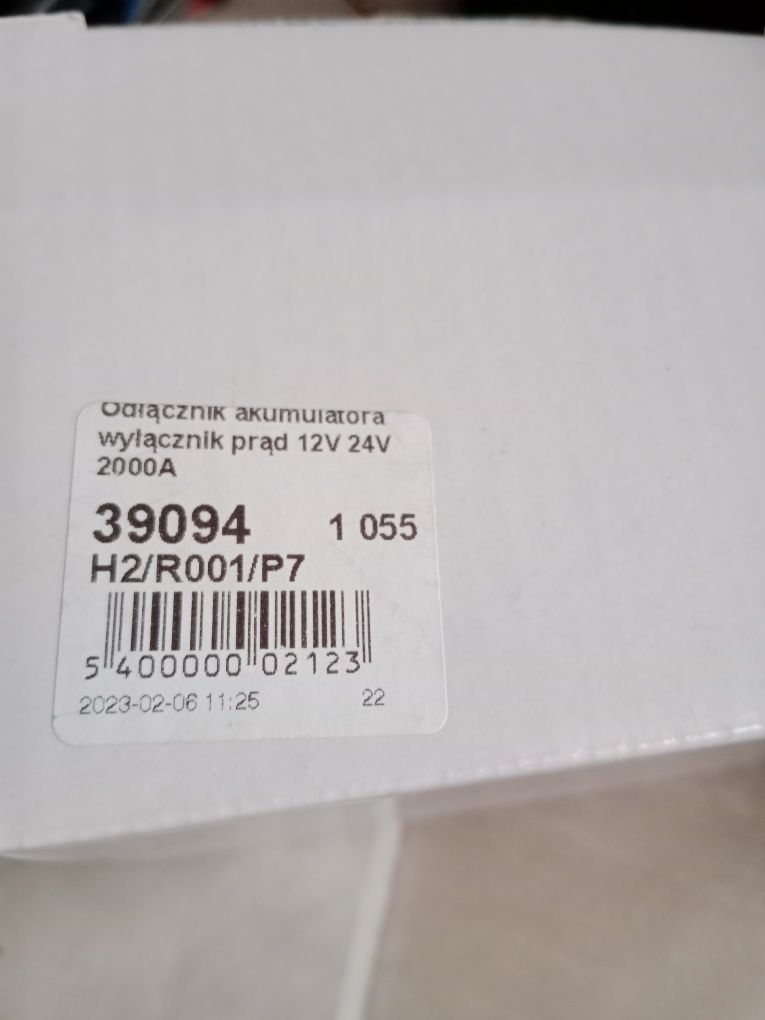 Odłącznik akumulatora
wyłącznik prąd 12V 24V
2000A
39094 1 055
H2/R001/P7
5 400000 02123
2023-02-06 11:25 22